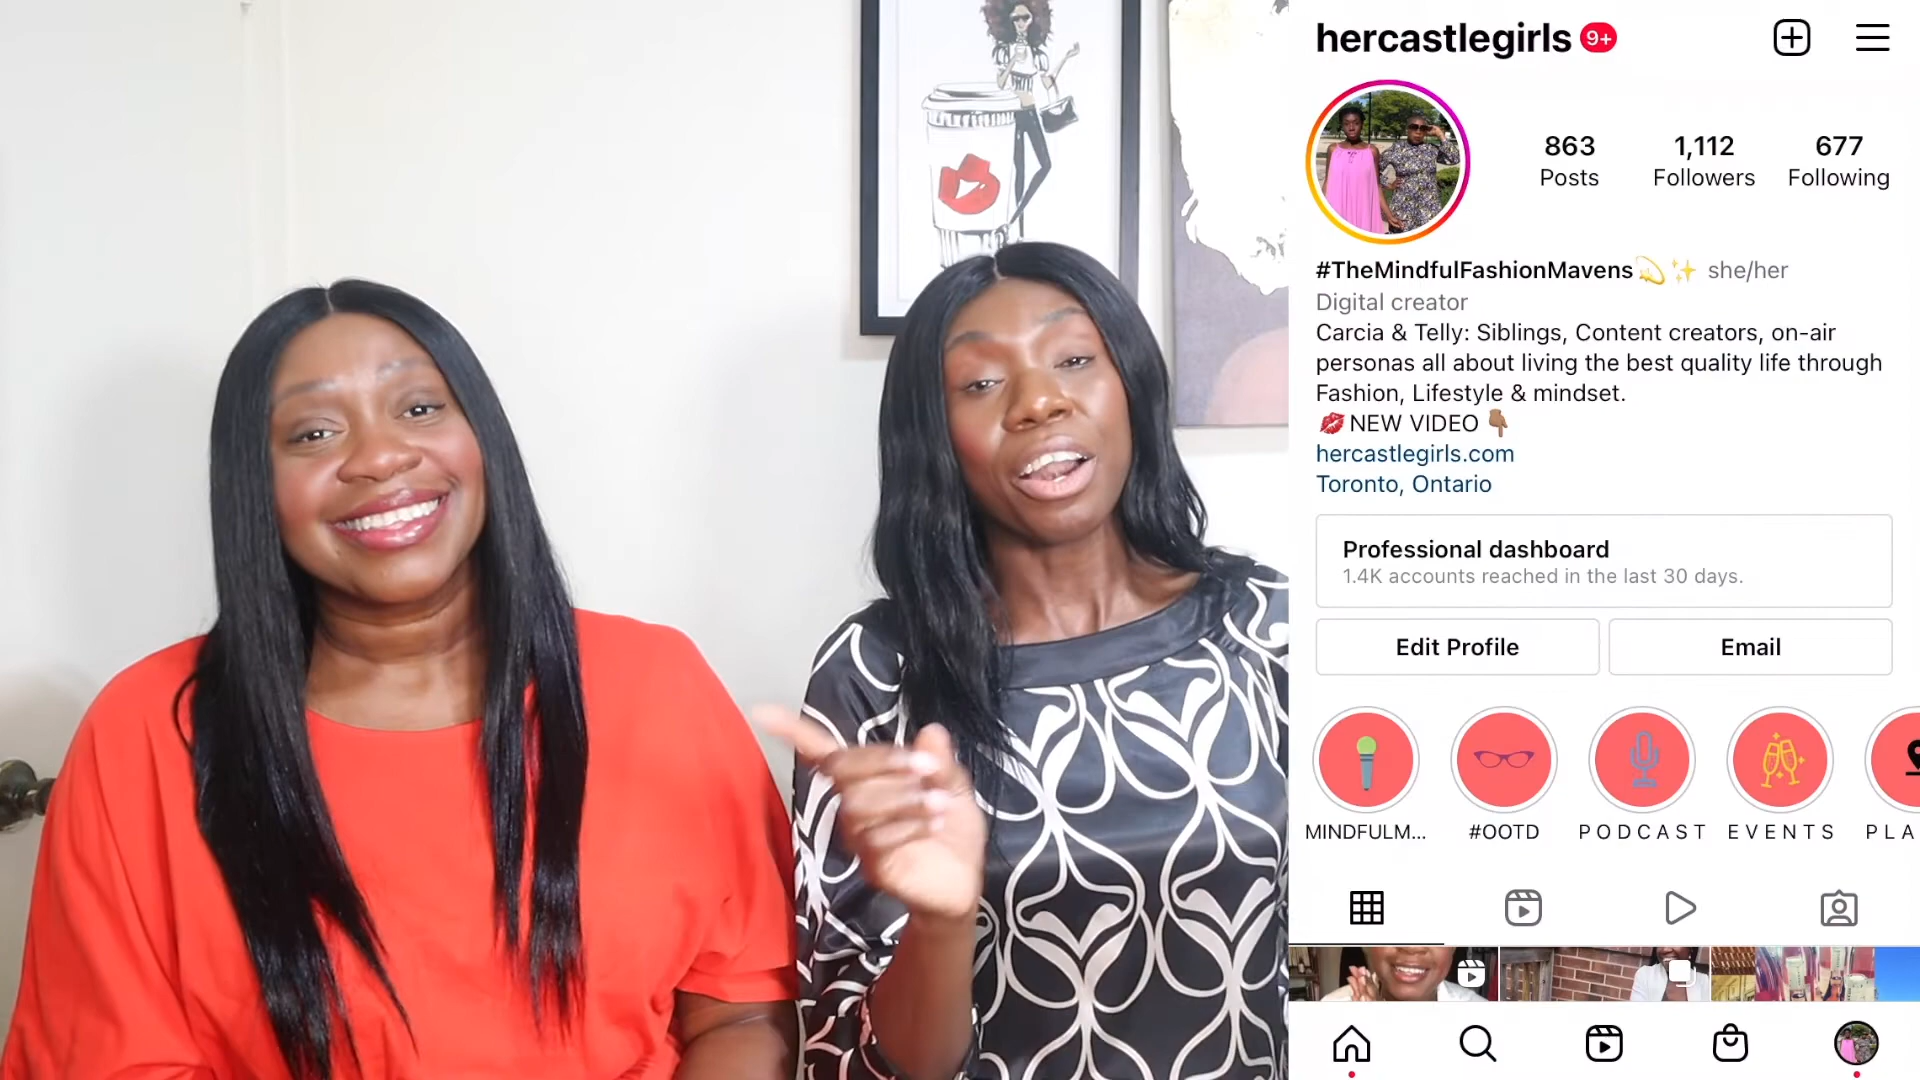 hercastlegirls 9+
863 1,112 677
Posts Followers Following
#TheMindfulFashionMavens💫✨ she/her
Digital creator
Carcia & Telly: Siblings, Content creators, on-air
personas all about living the best quality life through
Fashion, Lifestyle & mindset.
💋NEW VIDEO👇🏾
hercastlegirls.com
Toronto, Ontario
Professional dashboard
1.4K accounts reached in the last 30 days.
Edit Profile Email
MINDFULM... #OOTD PODCAST EVENTS PLA